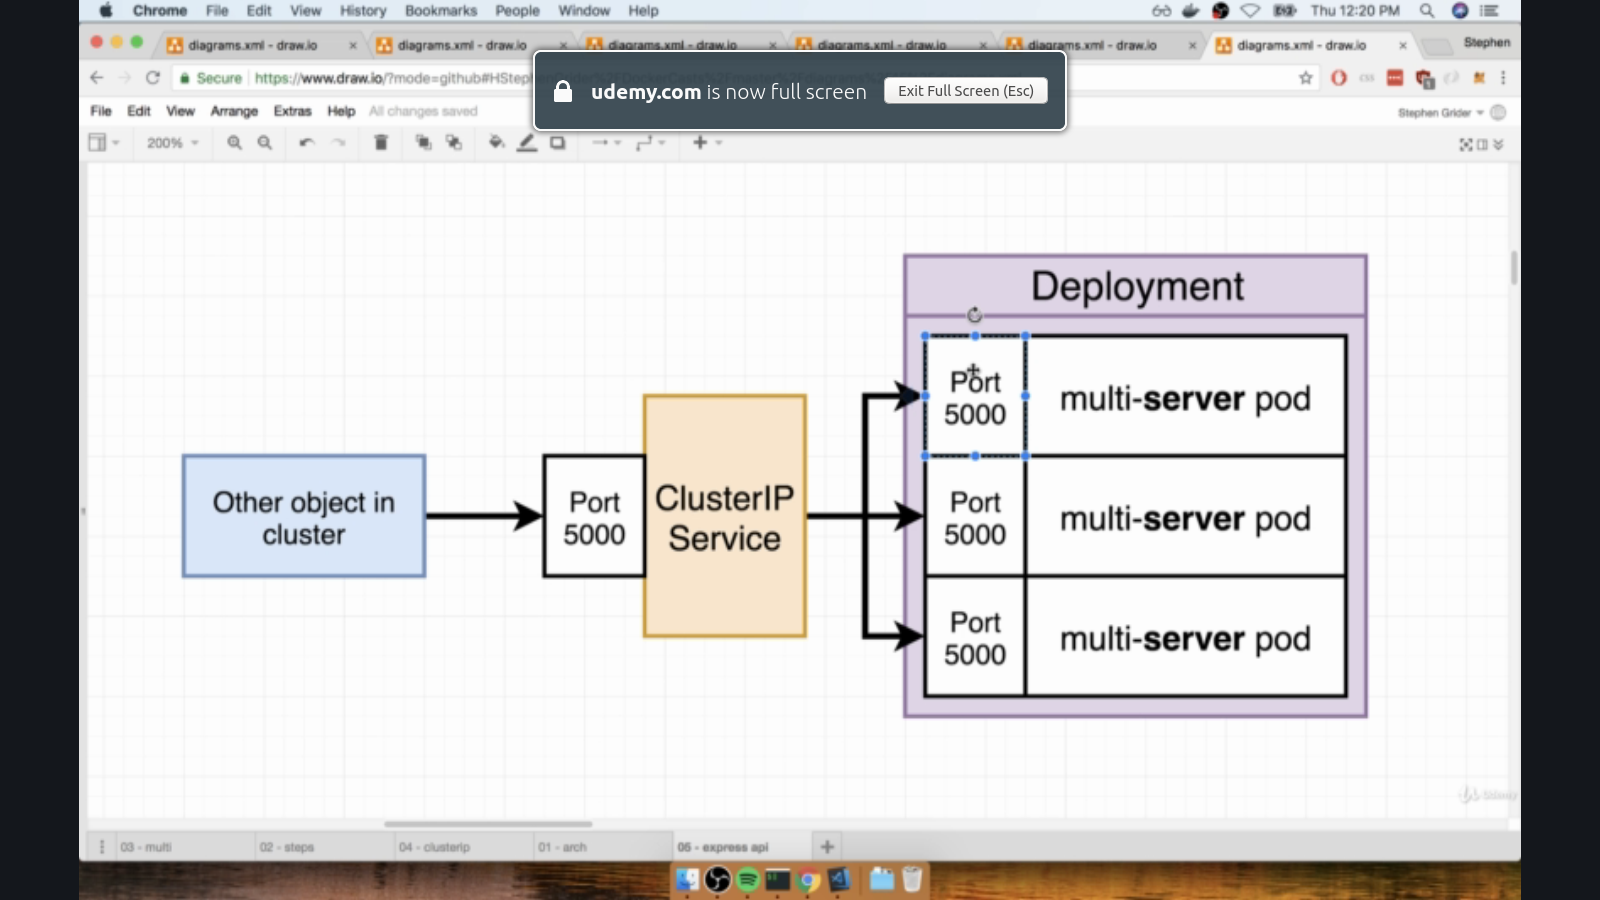 Chrome File Edit View History Bookmarks People Window Help Thu 12:20 PM
diagrams.xml - draw.io diagrams.xml - draw.io diagrams.xml - draw.io diagrams.xml - draw.io diagrams.xml - draw.io diagrams.xml - draw.io Stephen
Secure https://www.draw.io/?mode=github#HStephenGrider%2FDockerCasts%2Fmaster%2Fdiagrams
udemy.com is now full screen Exit Full Screen (Esc)
File Edit View Arrange Extras Help All changes saved Stephen Grider
200%
Deployment
Port
5000
multi-server pod
Other object in
cluster
Port
5000
ClusterIP
Service
Port
5000
multi-server pod
Port
5000
multi-server pod
Udemy
03 - multi 02 - steps 04 - clusterip 01 - arch 05 - express api